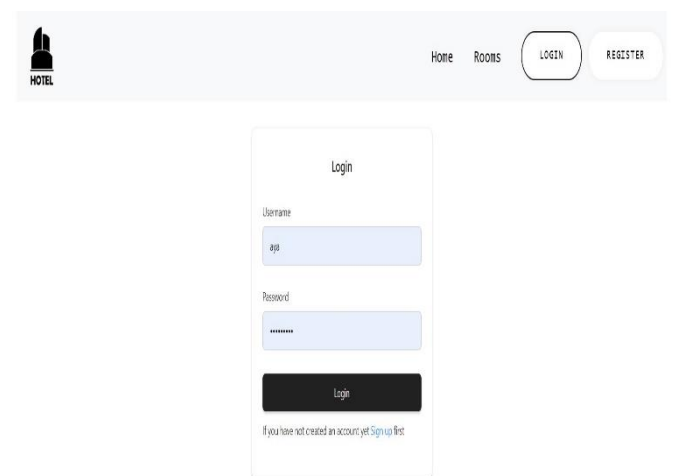 HOTEL
Home Rooms LOGIN REGISTER
Login
Username
aya
Password
Login
If you have not created an account yet Sign up first